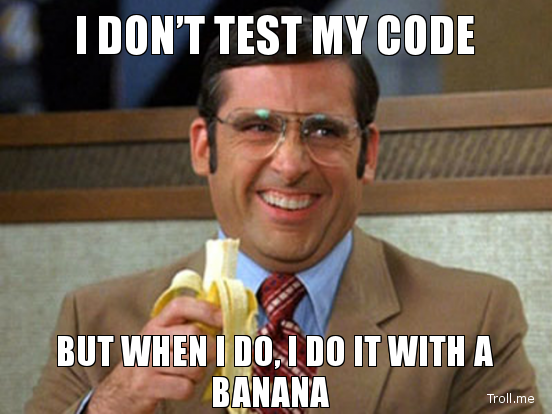 I DON’T TEST MY CODE
BUT WHEN I DO, I DO IT WITH A
BANANA
Troll.me